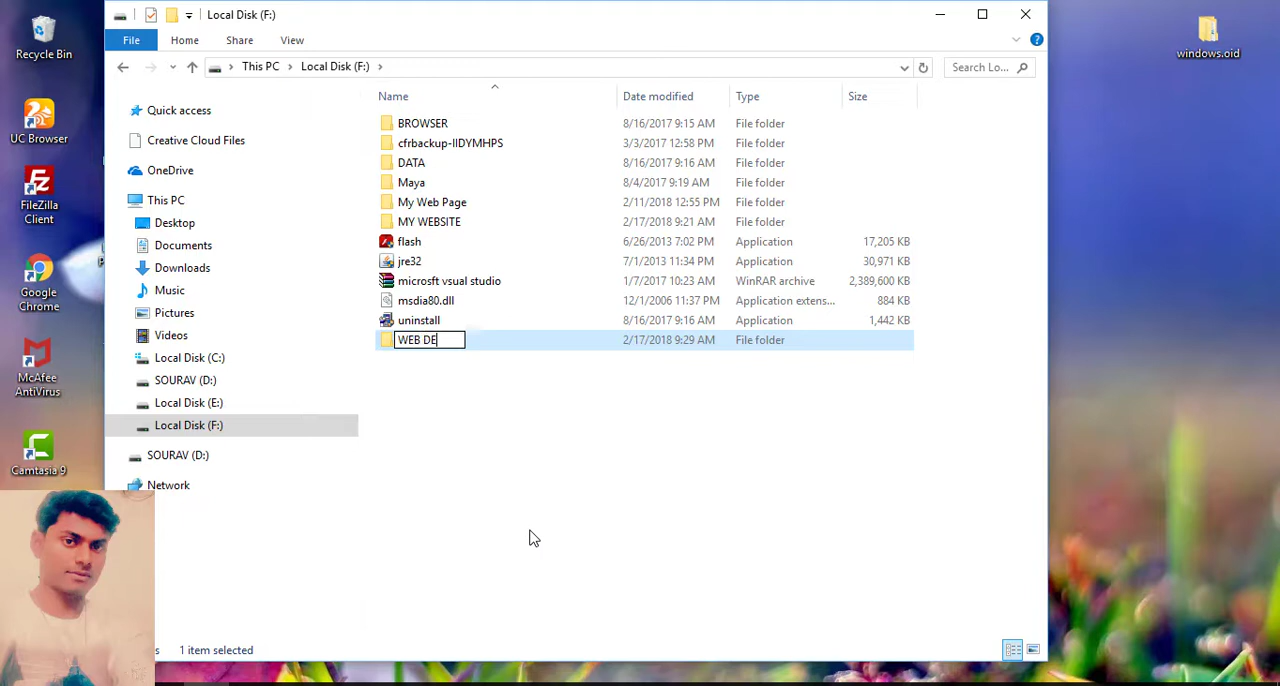 Local Disk (F:)
File Home Share View
This PC Local Disk (F:) Search Lo...
Recycle Bin
UC Browser
FileZilla
Client
Google
Chrome
McAfee
AntiVirus
Camtasia 9
windows.oid
Quick access
Creative Cloud Files
OneDrive
This PC
Desktop
Documents
Downloads
Music
Pictures
Videos
Local Disk (C:)
SOURAV (D:)
Local Disk (E:)
Local Disk (F:)
SOURAV (D:)
Network
Name Date modified Type Size
BROWSER 8/16/2017 9:15 AM File folder
cfrbackup-IIDYMHPS 3/3/2017 12:58 PM File folder
DATA 8/16/2017 9:16 AM File folder
Maya 8/4/2017 9:19 AM File folder
My Web Page 2/11/2018 12:55 PM File folder
MY WEBSITE 2/17/2018 9:21 AM File folder
flash 6/26/2013 7:02 PM Application 17,205 KB
jre32 7/1/2013 11:34 PM Application 30,971 KB
microsft vsual studio 1/7/2017 10:23 AM WinRAR archive 2,389,600 KB
msdia80.dll 12/1/2006 11:37 PM Application extens... 884 KB
uninstall 8/16/2017 9:16 AM Application 1,442 KB
WEB DE 2/17/2018 9:29 AM File folder
1 item selected